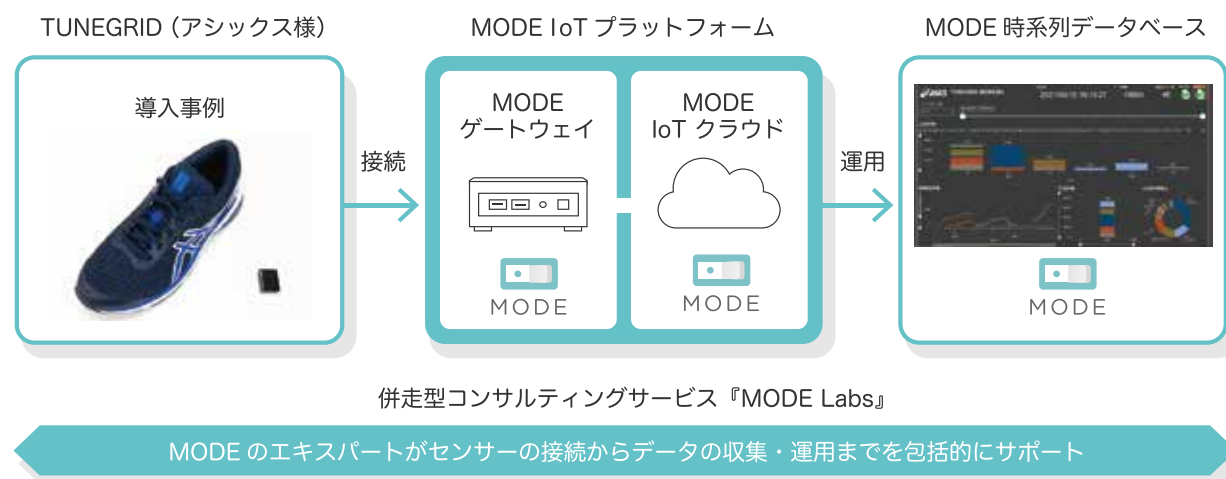 TUNEGRID（アシックス様）
MODE IoT プラットフォーム
MODE 時系列データベース
導入事例
接続
MODE
ゲートウェイ
MODE
IoT クラウド
運用
MODE
MODE
MODE
併走型コンサルティングサービス『MODE Labs』
MODE のエキスパートがセンサーの接続からデータの収集・運用までを包括的にサポート